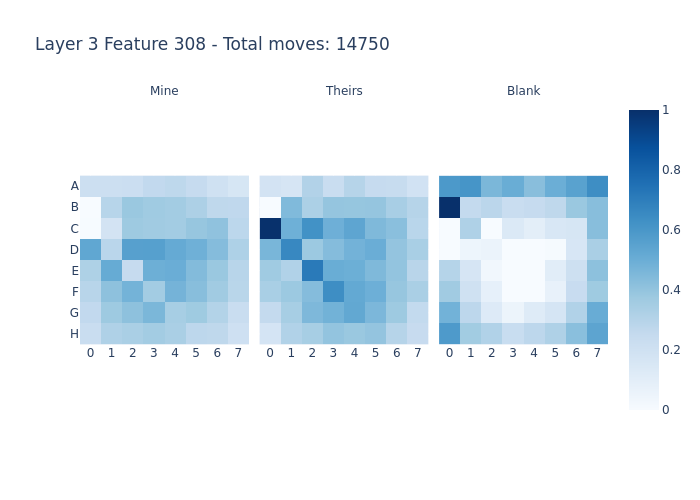 Layer 3 Feature 308 - Total moves: 14750
Mine Theirs Blank
1
0.8
0.6
0.4
0.2
0
A
B
C
D
E
F
G
H
0 1 2 3 4 5 6 7 0 1 2 3 4 5 6 7 0 1 2 3 4 5 6 7